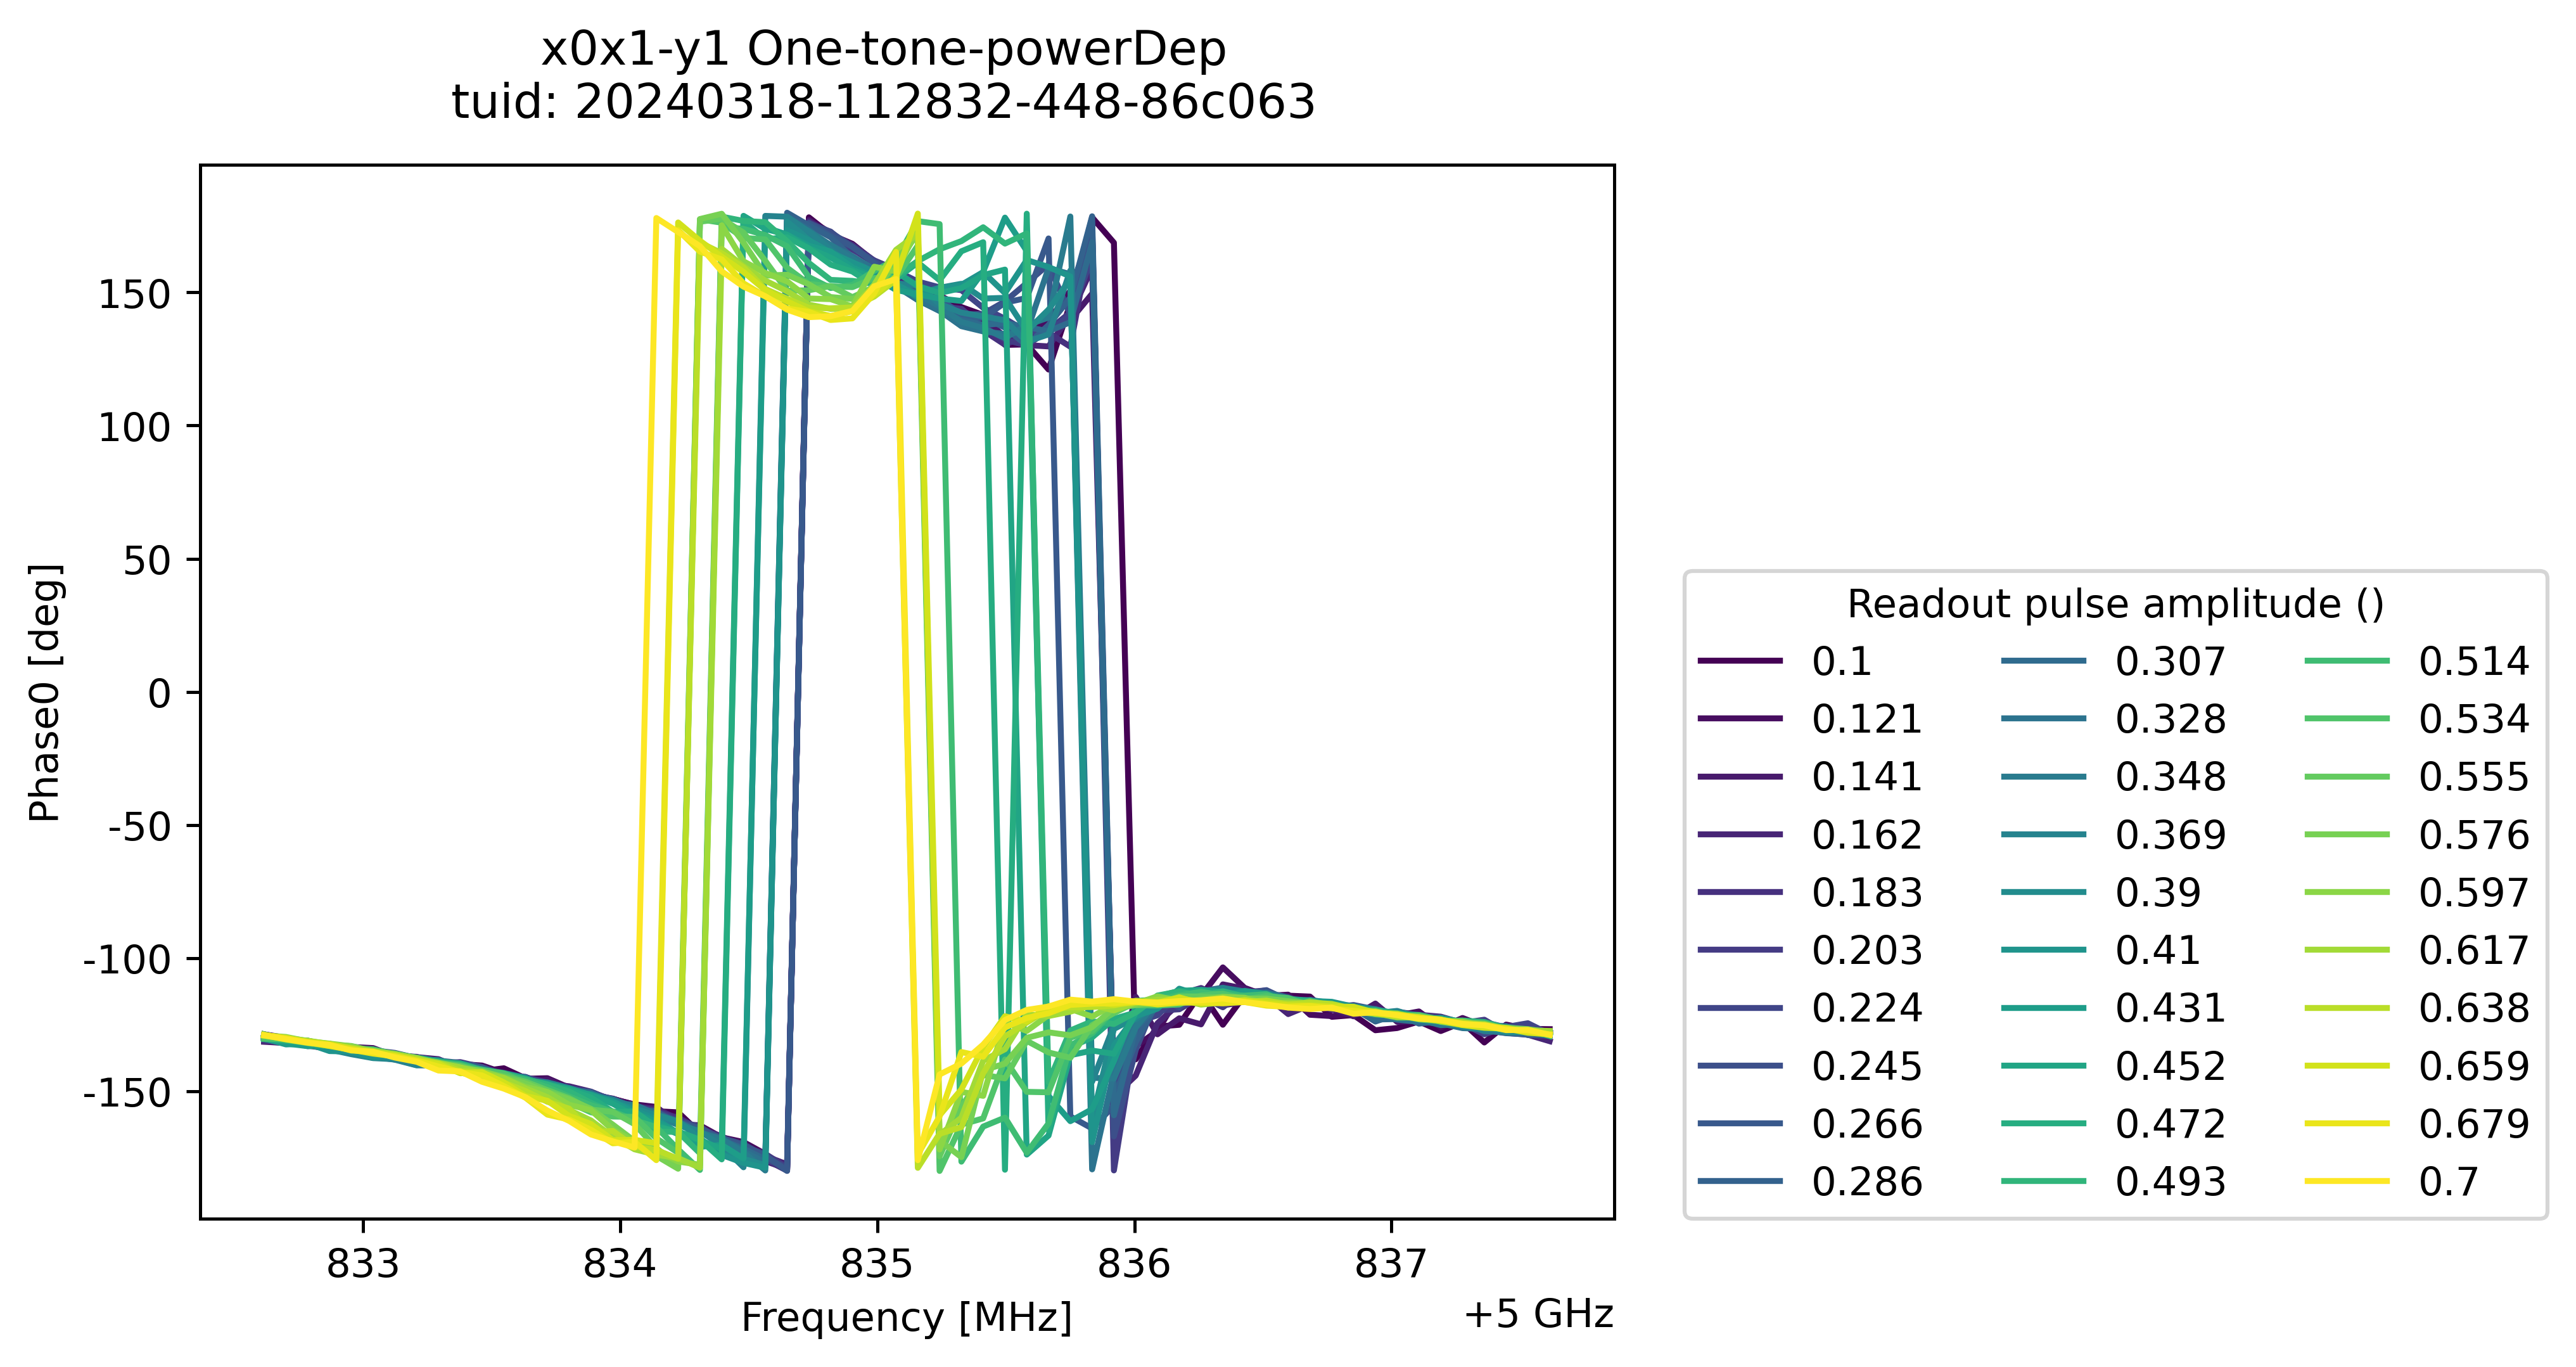 x0x1-y1 One-tone-powerDep
tuid: 20240318-112832-448-86c063
Phase0 [deg]
150
100
50
0
-50
-100
-150
833 834 835 836 837
Frequency [MHz]
+5 GHz
Readout pulse amplitude ()
0.1 0.307 0.514
0.121 0.328 0.534
0.141 0.348 0.555
0.162 0.369 0.576
0.183 0.39 0.597
0.203 0.41 0.617
0.224 0.431 0.638
0.245 0.452 0.659
0.266 0.472 0.679
0.286 0.493 0.7